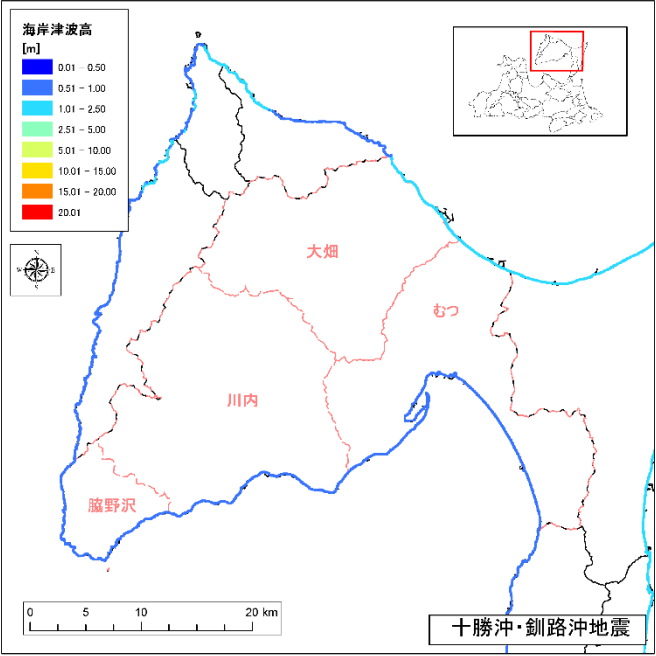 海岸津波高
[m]
0.01 - 0.50
0.51 - 1.00
1.01 - 2.50
2.51 - 5.00
5.01 - 10.00
10.01 - 15.00
15.01 - 20.00
20.01
N
W E
S
大畑
むつ
川内
脇野沢
0 5 10 20 km
十勝沖・釧路沖地震